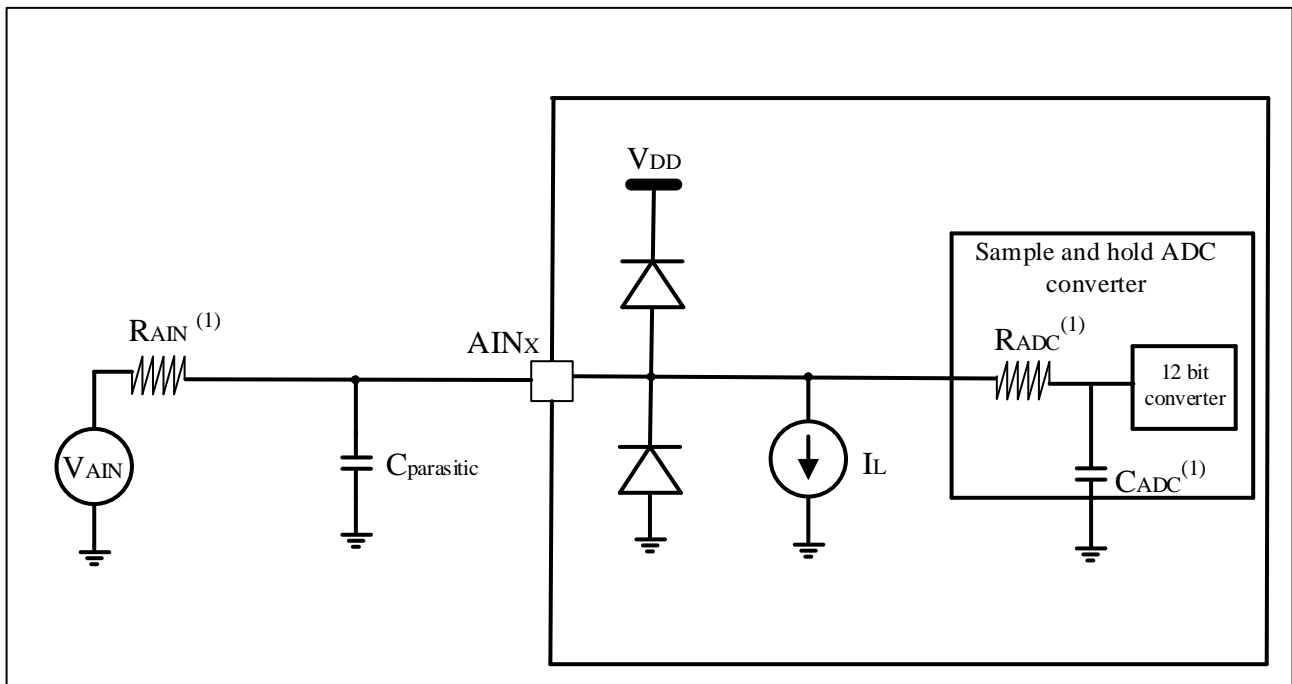 VDD
Sample and hold ADC
converter
RAIN (1)
AINX
RADC(1)
12 bit
converter
VAIN
Cparasitic
IL
CADC(1)